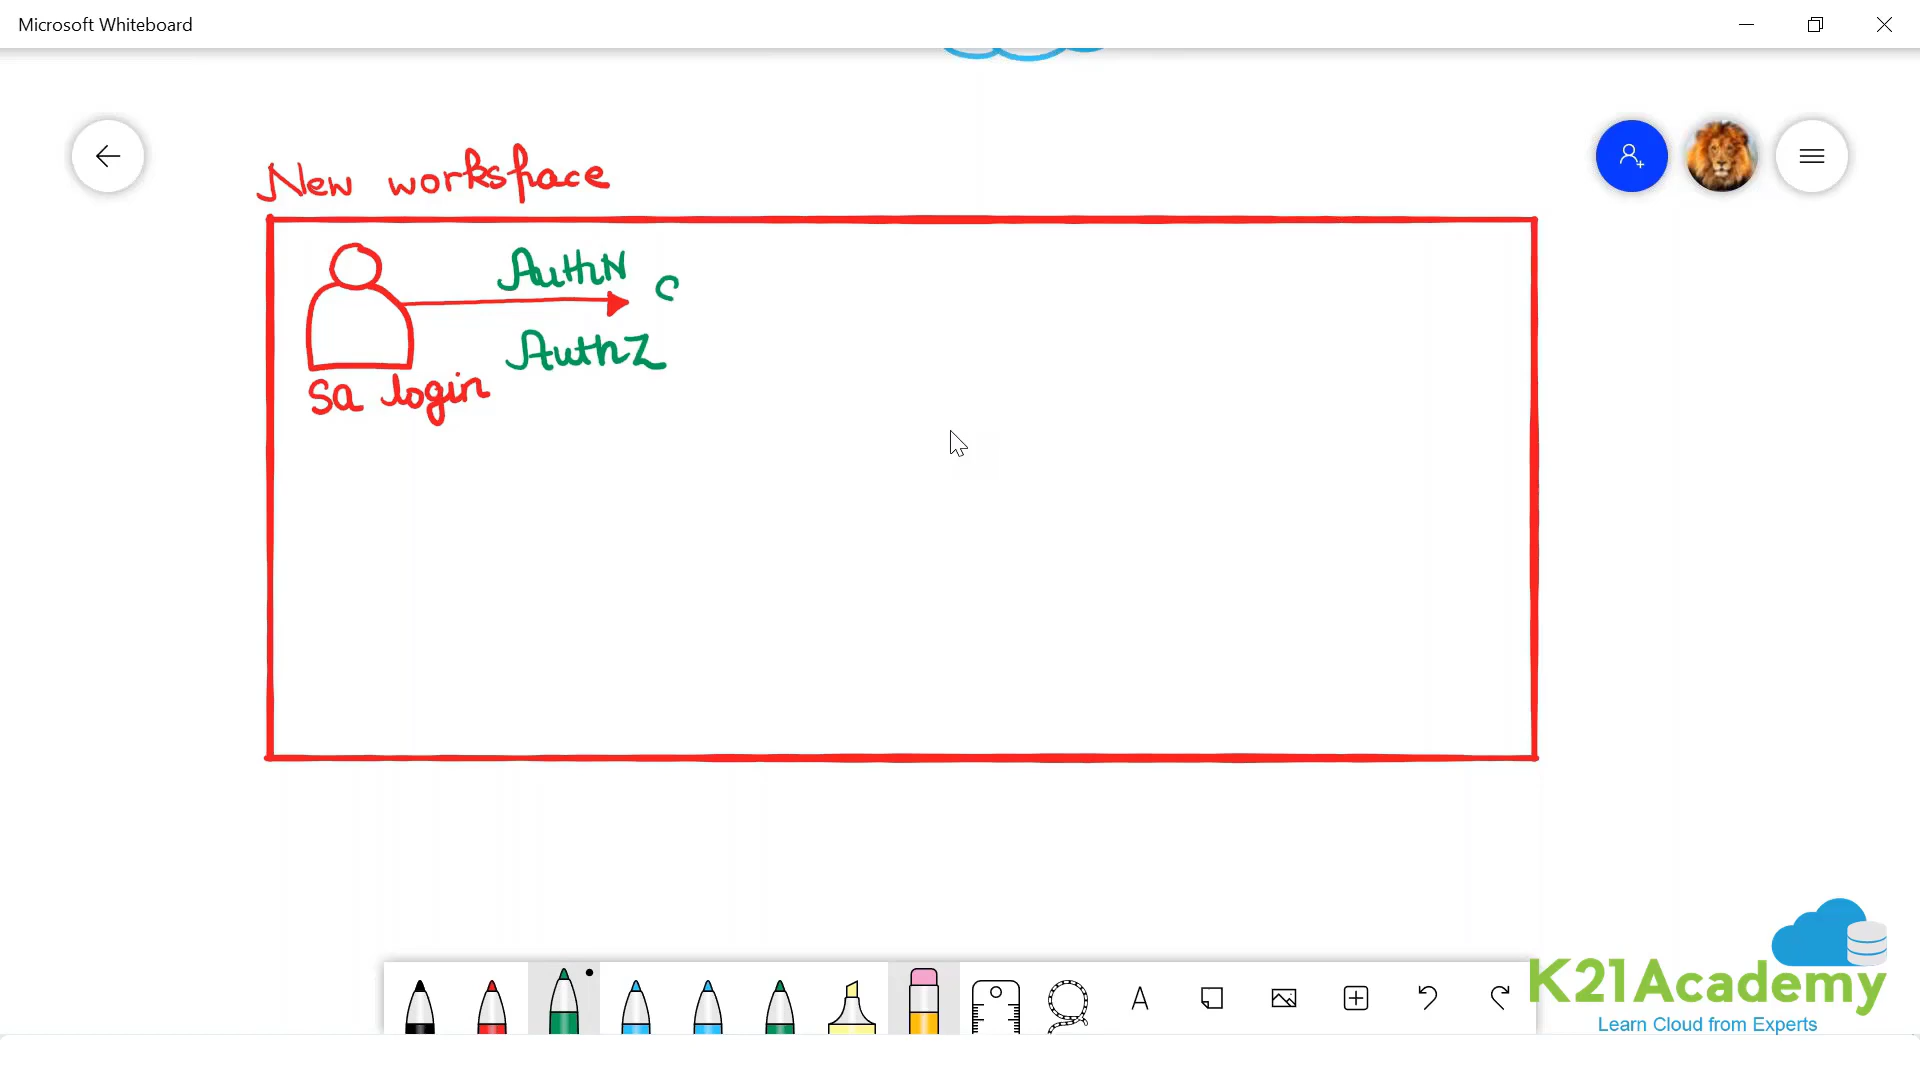 Microsoft Whiteboard
New workspace
AuthN C
AuthZ
Sa login
K21Academy
Learn Cloud from Experts